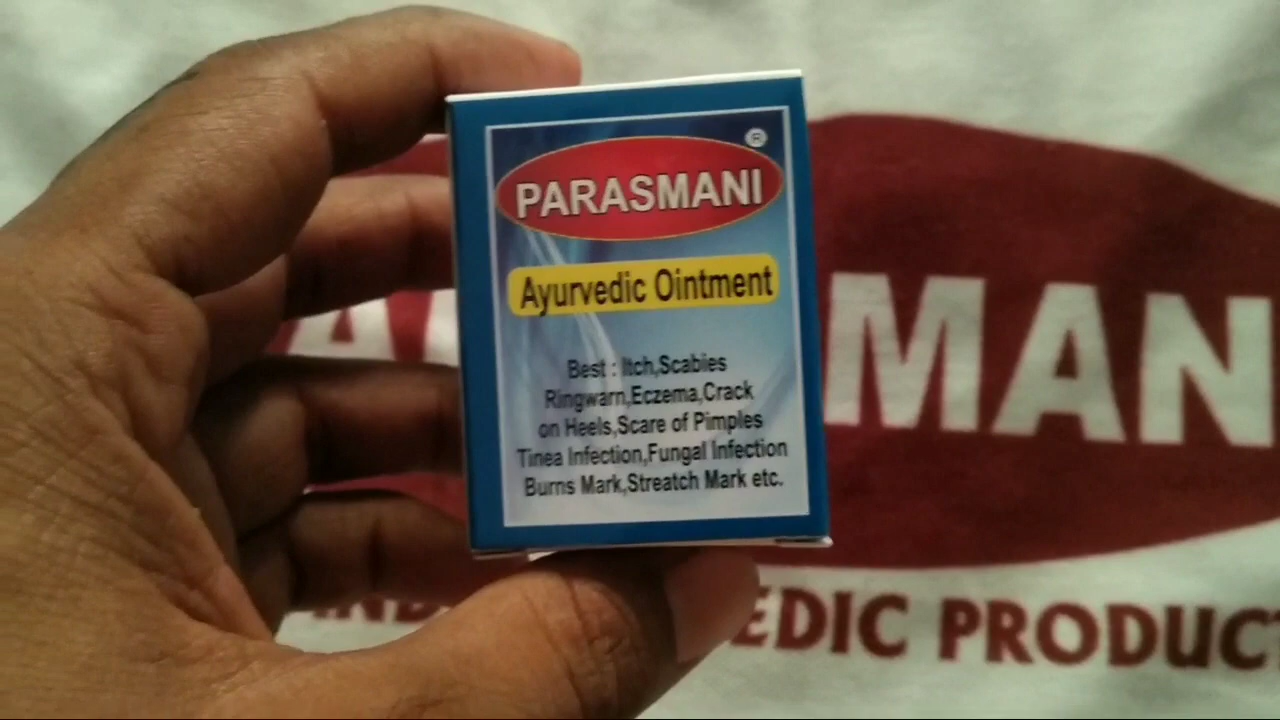 PARASMANI
®
Ayurvedic Ointment
Best : Itch,Scabies
Ringwarn,Eczema,Crack
on Heels,Scare of Pimples
Tinea Infection,Fungal Infection
Burns Mark,Streatch Mark etc.
MAN
EDIC PRODUC